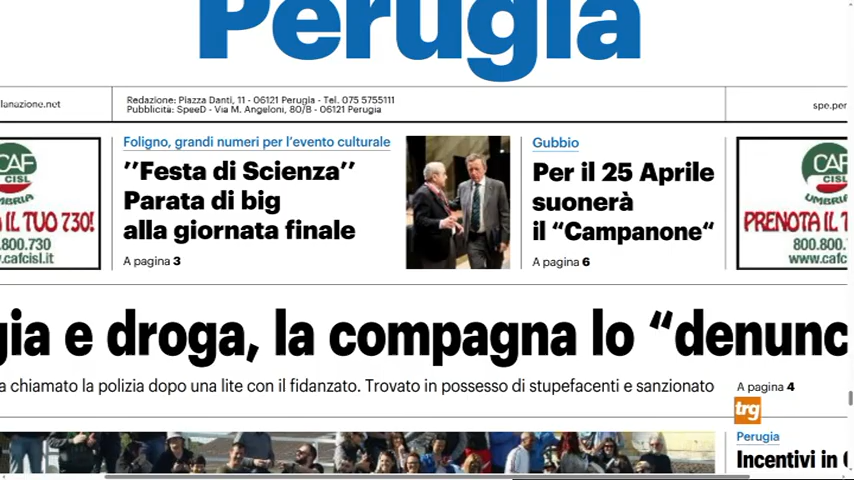 Perugia
lanazione.net
Redazione: Piazza Danti, 11 - 06121 Perugia - Tel. 075 5755111
Pubblicità: SpeeD - Via M. Angeloni, 80/B - 06121 Perugia
spe.per
CAF
CISL
UMBRIA
A IL TUO 730!
800.730
cafcisl.it
Foligno, grandi numeri per l'evento culturale
’’Festa di Scienza’’
Parata di big
alla giornata finale
A pagina 3
Gubbio
Per il 25 Aprile
suonerà
il “Campanone“
A pagina 6
CAF
CISL
UMBRIA
PRENOTA IL T
800.800.
www.cafc
gia e droga, la compagna lo “denunc
a chiamato la polizia dopo una lite con il fidanzato. Trovato in possesso di stupefacenti e sanzionato
A pagina 4
trg
Perugia
Incentivi in